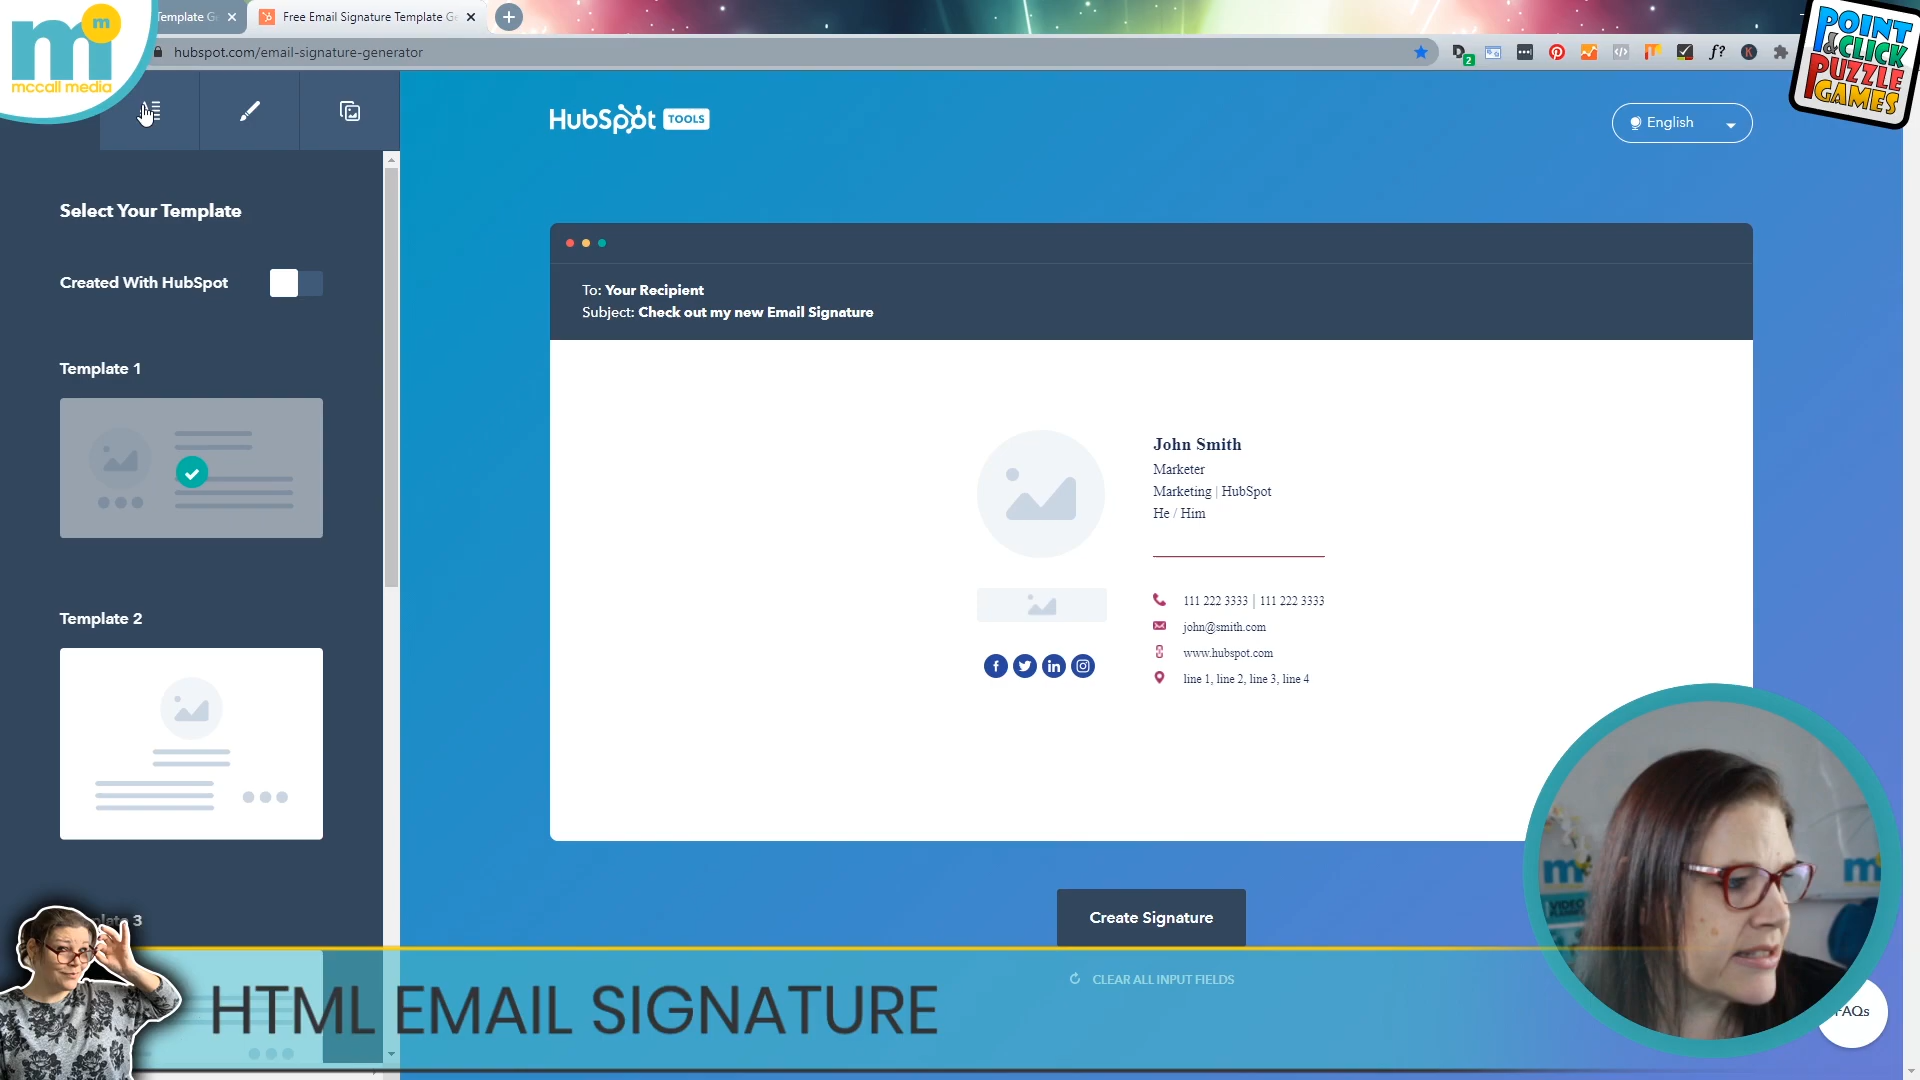 m
m
mccall media
Template G
Free Email Signature Template Ge
hubspot.com/email-signature-generator
2
f?
K
POINT
&CLICK
PUZZLE
GAMES
HubSpot TOOLS
English
Select Your Template
Created With HubSpot
Template 1
Template 2
Template 3
To: Your Recipient
Subject: Check out my new Email Signature
John Smith
Marketer
Marketing | HubSpot
He / Him
111 222 3333 | 111 222 3333
john@smith.com
www.hubspot.com
line 1, line 2, line 3, line 4
Create Signature
CLEAR ALL INPUT FIELDS
FAQs
HTML EMAIL SIGNATURE